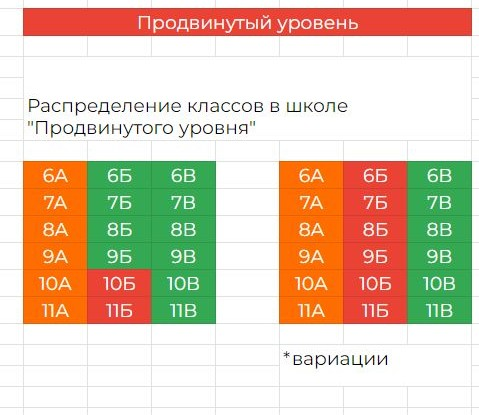 Продвинутый уровень
Распределение классов в школе
"Продвинутого уровня"
6А 6Б 6В 6А 6Б 6В
7А 7Б 7В 7А 7Б 7В
8А 8Б 8В 8А 8Б 8В
9А 9Б 9В 9А 9Б 9В
10А 10Б 10В 10А 10Б 10В
11А 11Б 11В 11А 11Б 11В
*вариации